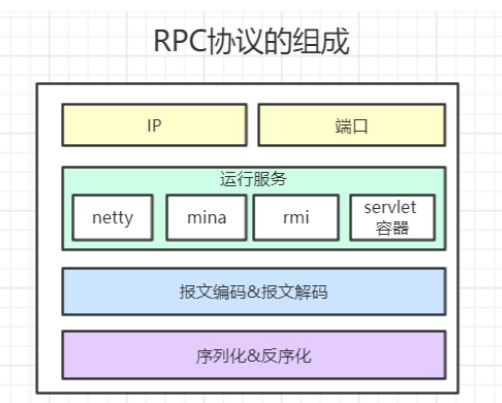 RPC协议的组成
IP
端口
运行服务
netty
mina
rmi
servlet
容器
报文编码&报文解码
序列化&反序化